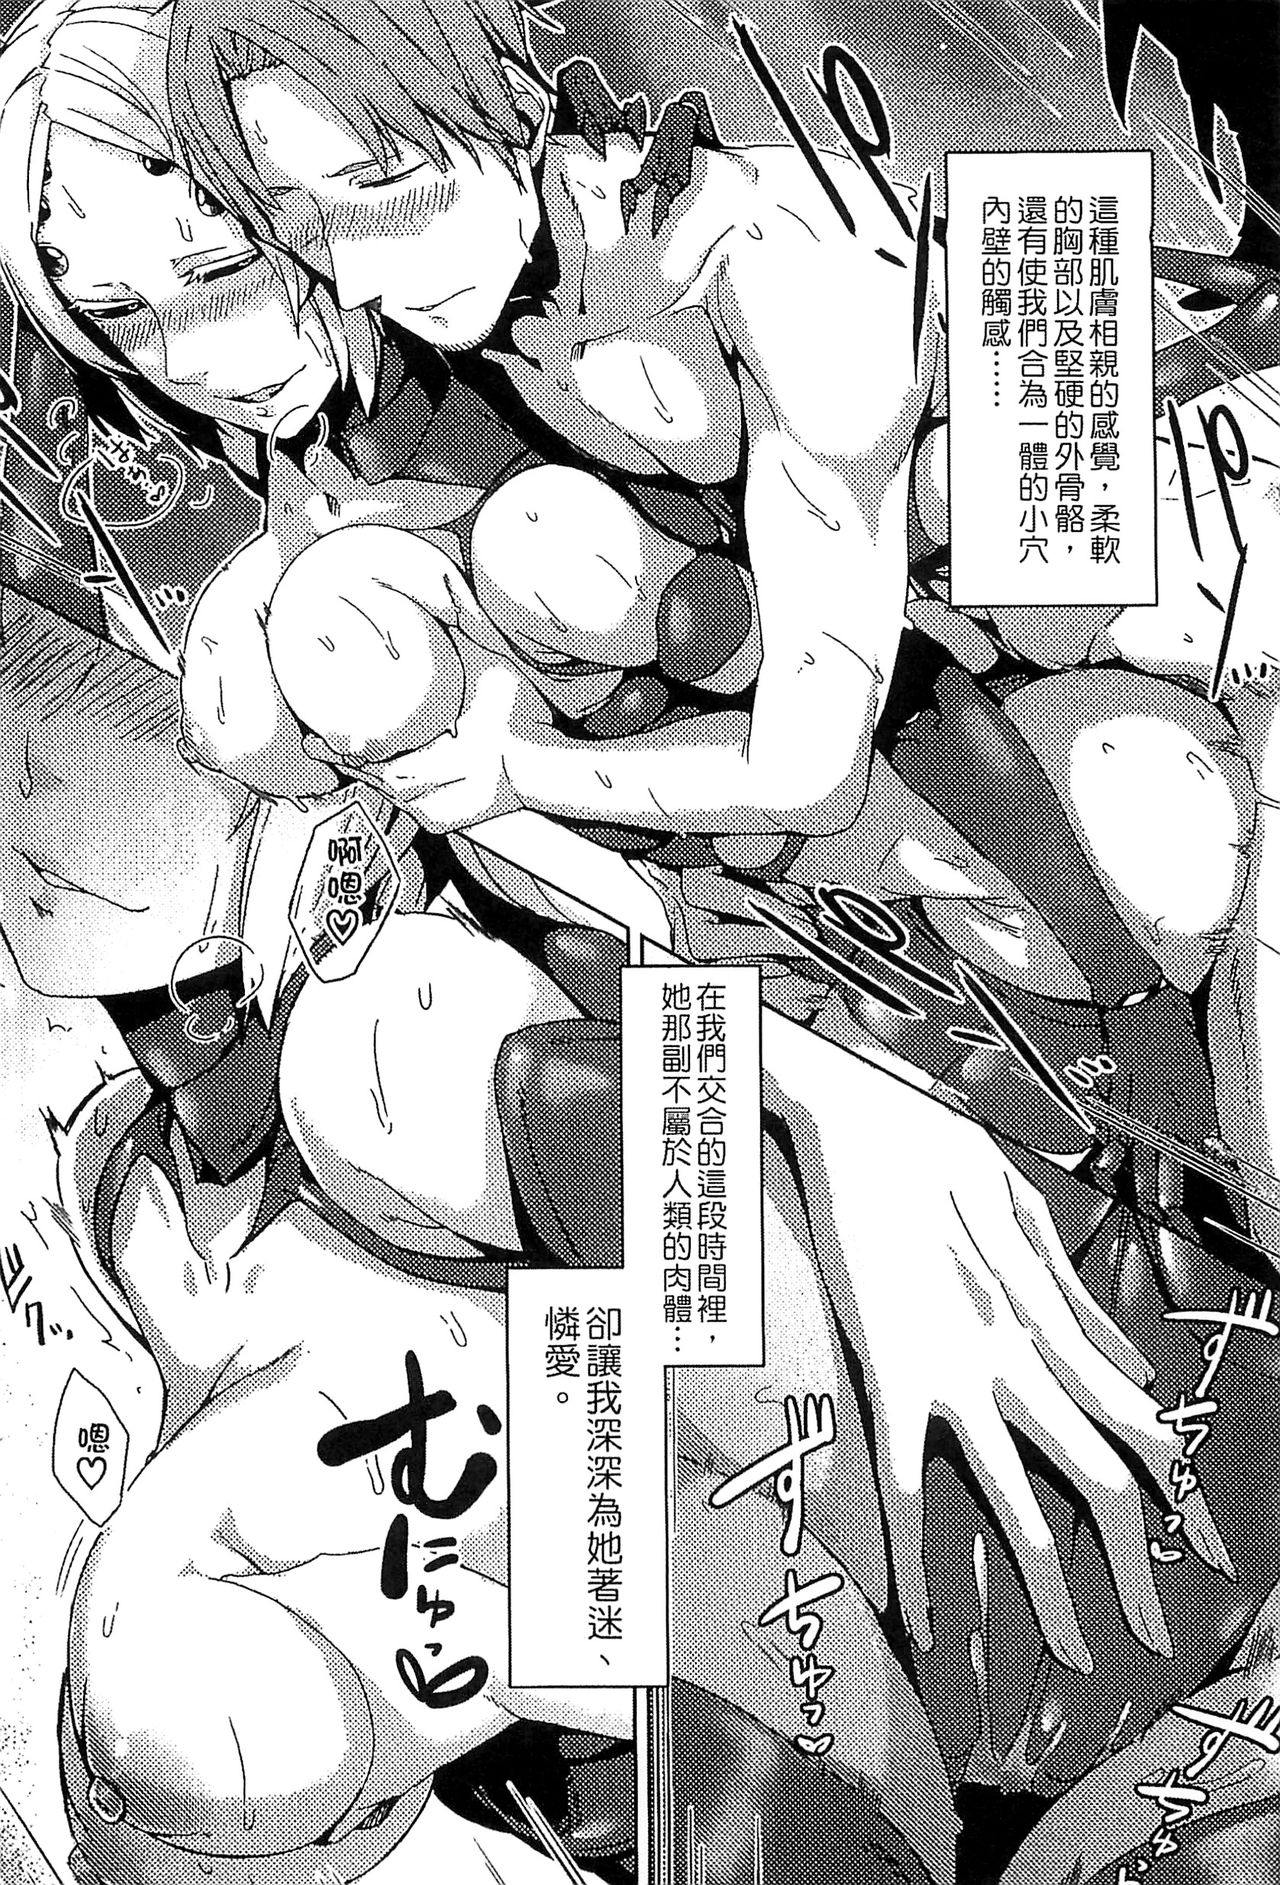 這種肌膚相親的感覺，柔軟
的胸部以及堅硬的外骨骼，
還有使我們合為一體的小穴
內壁的觸感……
啊嗯♡
在我們交合的這段時間裡，
她那副不屬於人類的肉體…
卻讓我深深為她著迷、
憐愛。
嗯♡
むにゅっ
ずちゅっ
ずちゅっ